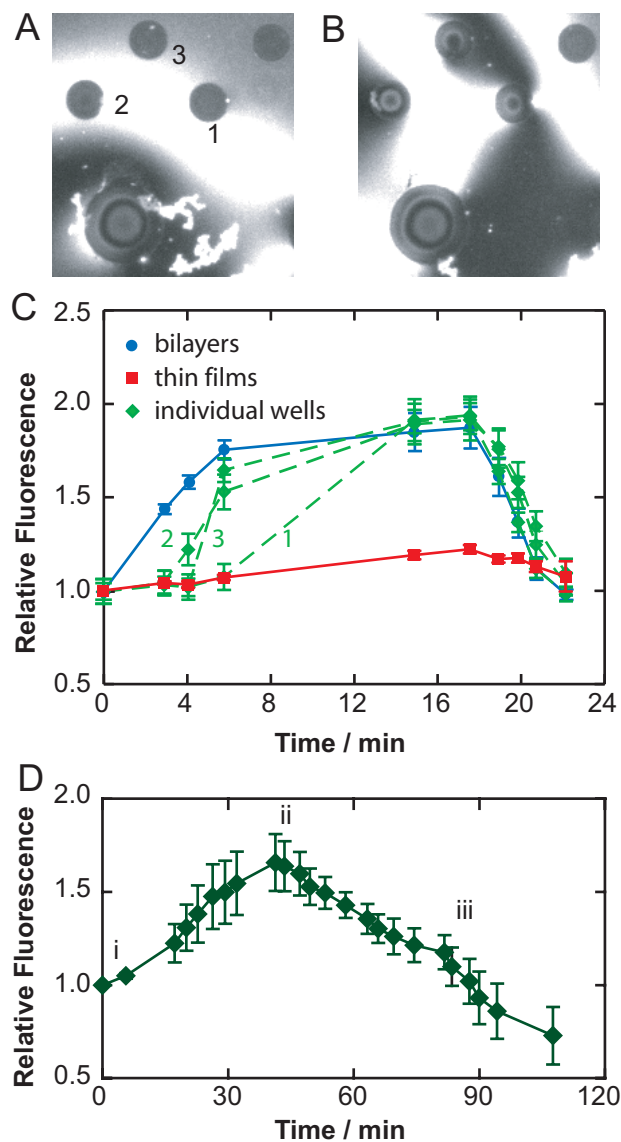 A
B
3
2
1
C
2.5
2.0
1.5
1.0
0.5
Relative Fluorescence
bilayers
thin films
individual wells
2 3 1
0 4 8 12 16 20 24
Time / min
D
2.0
1.5
1.0
0.5
Relative Fluorescence
i
ii
iii
0 30 60 90 120
Time / min